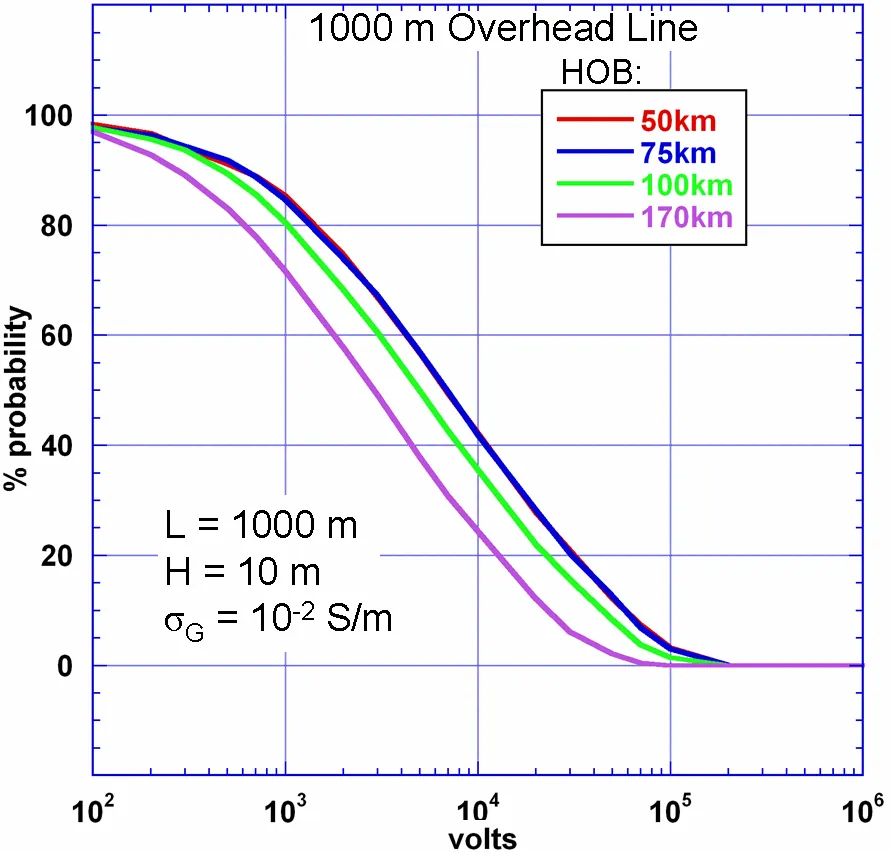 1000 m Overhead Line
HOB:
50km
75km
100km
170km
100
80
60
40
20
0
% probability
L = 1000 m
H = 10 m
σG = 10-2 S/m
10² 10³ 10⁴ 10⁵ 10⁶
volts